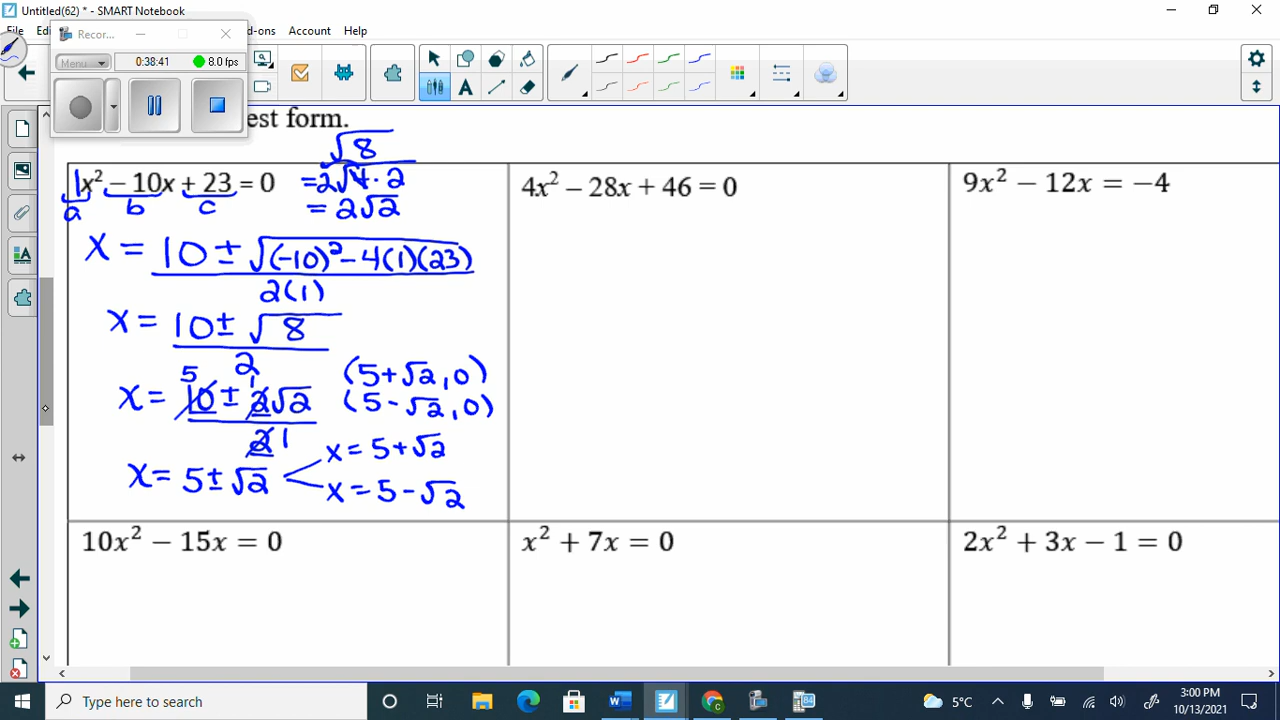 Untitled(62) * - SMART Notebook
File
Account
Help
Recor...
Menu
0:38:41
8.0 fps
est form.
1x² − 10x + 23 = 0
a b c
√8
=2√4·2
= 2√2
x = 10 ± √(-10)² - 4(1)(23)
2(1)
x = 10 ± √8
2
5 1
x = 10 ± 2√2
2 1
(5+√2,0)
(5-√2,0)
x = 5 ± √2
x = 5+√2
x = 5-√2
4x² − 28x + 46 = 0
9x² − 12x = −4
10x² − 15x = 0
x² + 7x = 0
2x² + 3x − 1 = 0
Type here to search
5°C
3:00 PM
10/13/2021